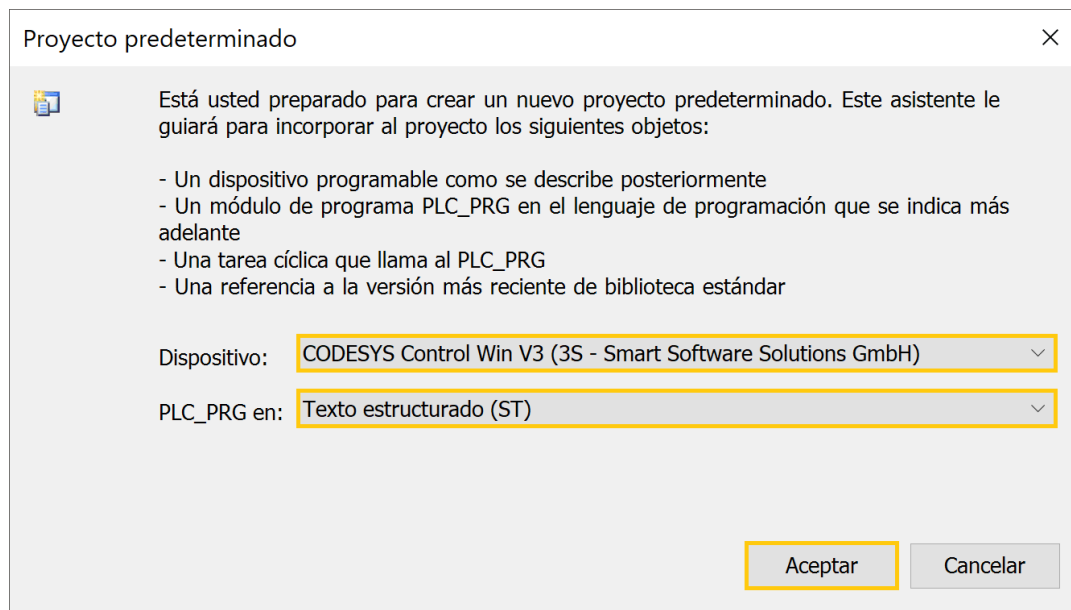 Proyecto predeterminado
Está usted preparado para crear un nuevo proyecto predeterminado. Este asistente le
guiará para incorporar al proyecto los siguientes objetos:
- Un dispositivo programable como se describe posteriormente
- Un módulo de programa PLC_PRG en el lenguaje de programación que se indica más
adelante
- Una tarea cíclica que llama al PLC_PRG
- Una referencia a la versión más reciente de biblioteca estándar
Dispositivo: CODESYS Control Win V3 (3S - Smart Software Solutions GmbH)
PLC_PRG en: Texto estructurado (ST)
Aceptar Cancelar